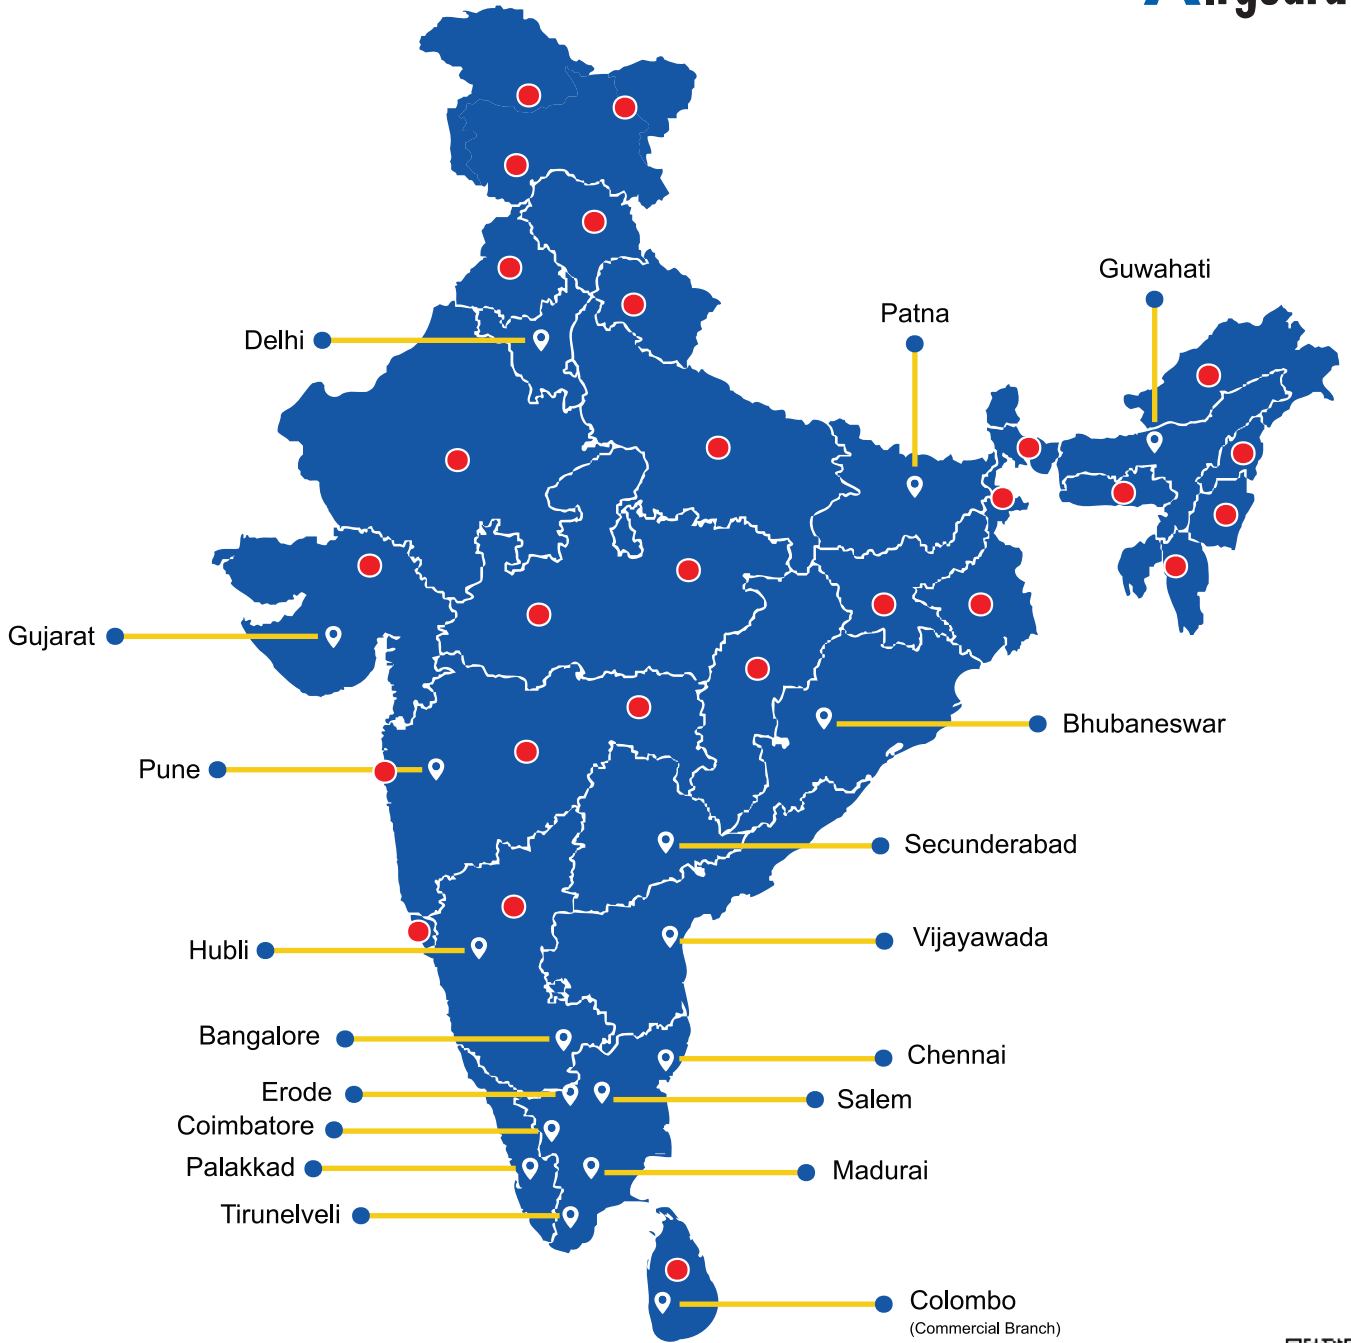 Guwahati
Patna
Delhi
Gujarat
Bhubaneswar
Pune
Secunderabad
Vijayawada
Hubli
Bangalore
Chennai
Erode
Salem
Coimbatore
Palakkad
Madurai
Tirunelveli
Colombo
(Commercial Branch)